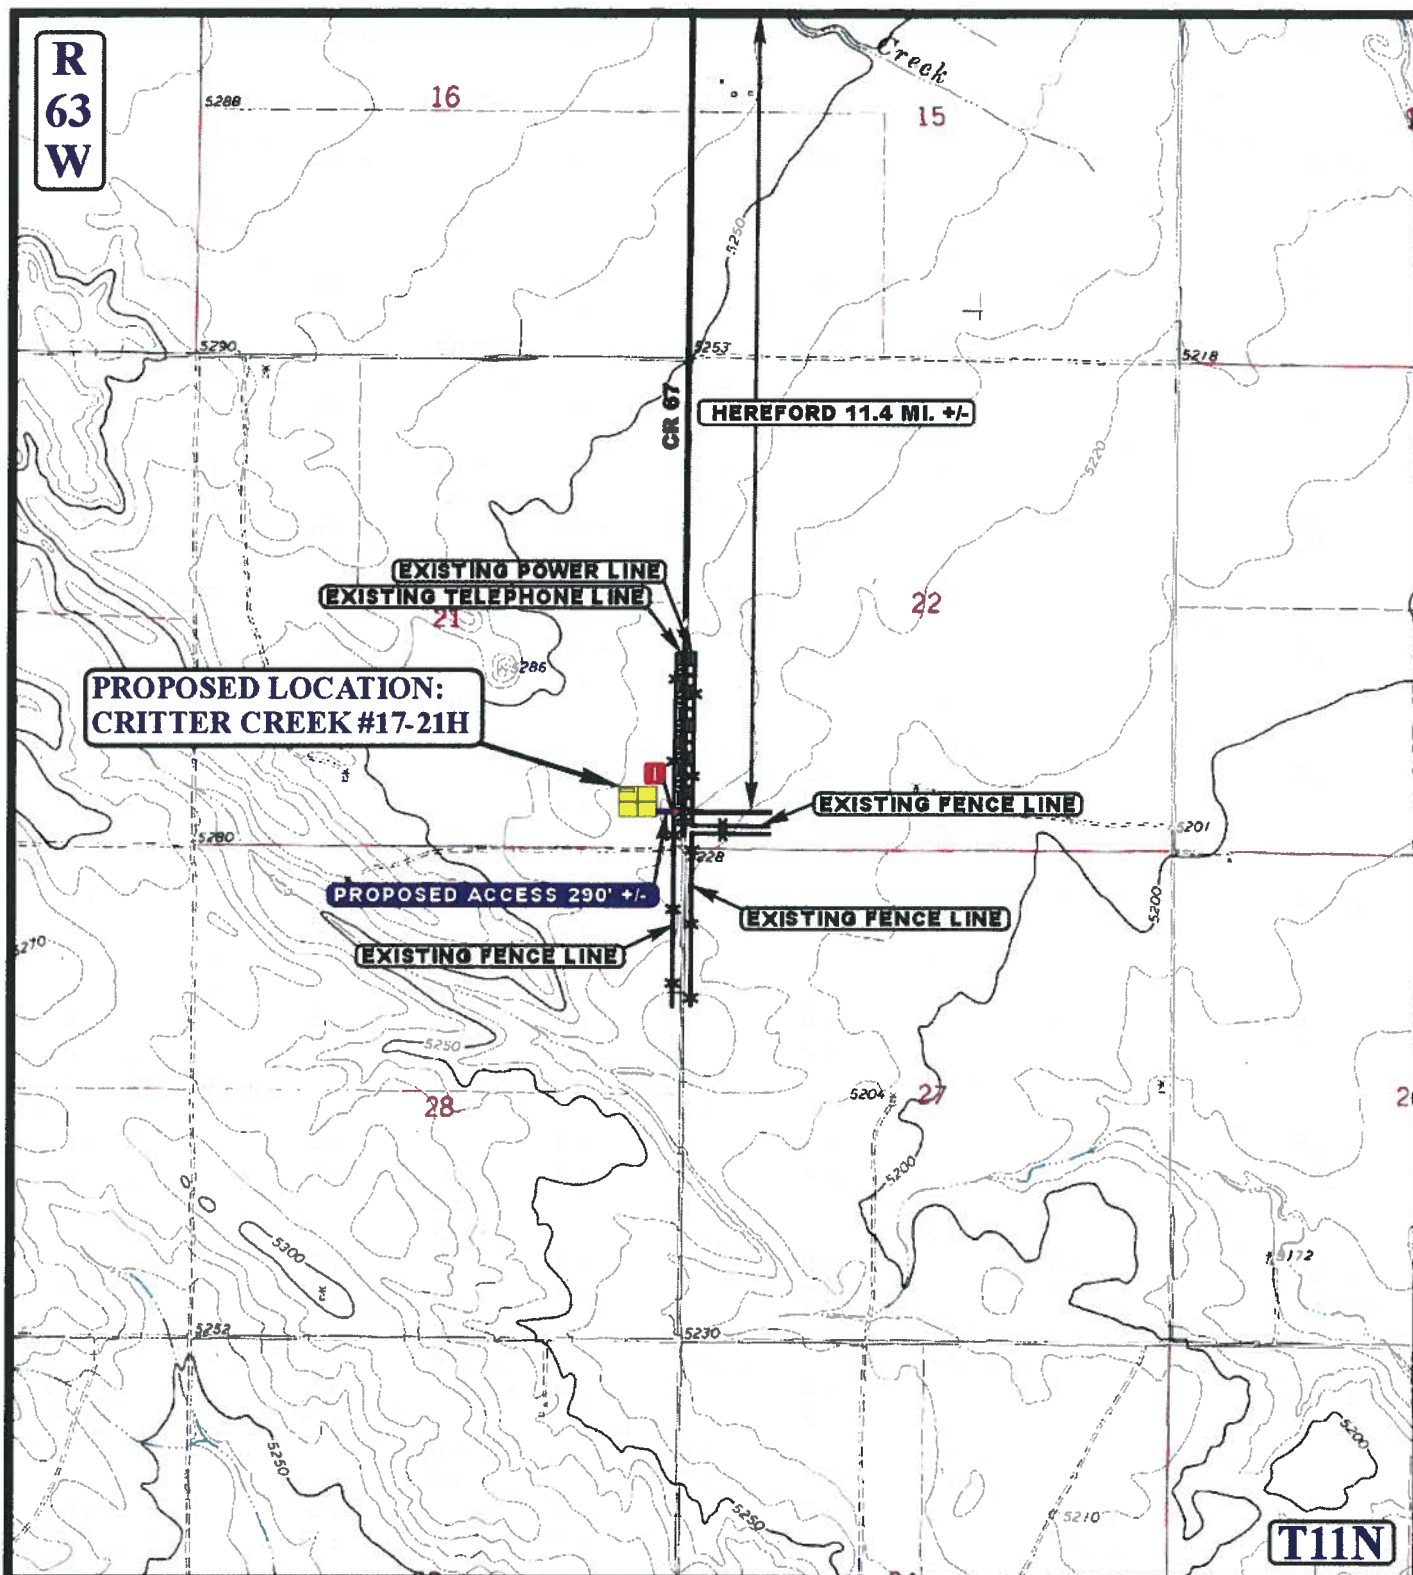 R
63
W
Creek
5288
16
15
5250
5290
5253
5218
CR 67
HEREFORD 11.4 MI. +/-
5220
EXISTING POWER LINE
EXISTING TELEPHONE LINE
21
22
5286
PROPOSED LOCATION:
CRITTER CREEK #17-21H
EXISTING FENCE LINE
5280
5201
5228
PROPOSED ACCESS 290' +/-
5200
EXISTING FENCE LINE
EXISTING FENCE LINE
5210
5250
28
5204
27
5200
5300
5172
5252
5230
5250
5200
5250
5210
T11N